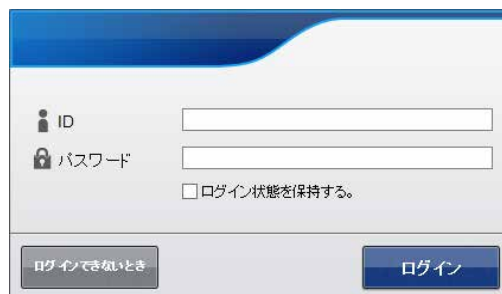 ID
パスワード
ログイン状態を保持する。
ログインできないとき
ログイン